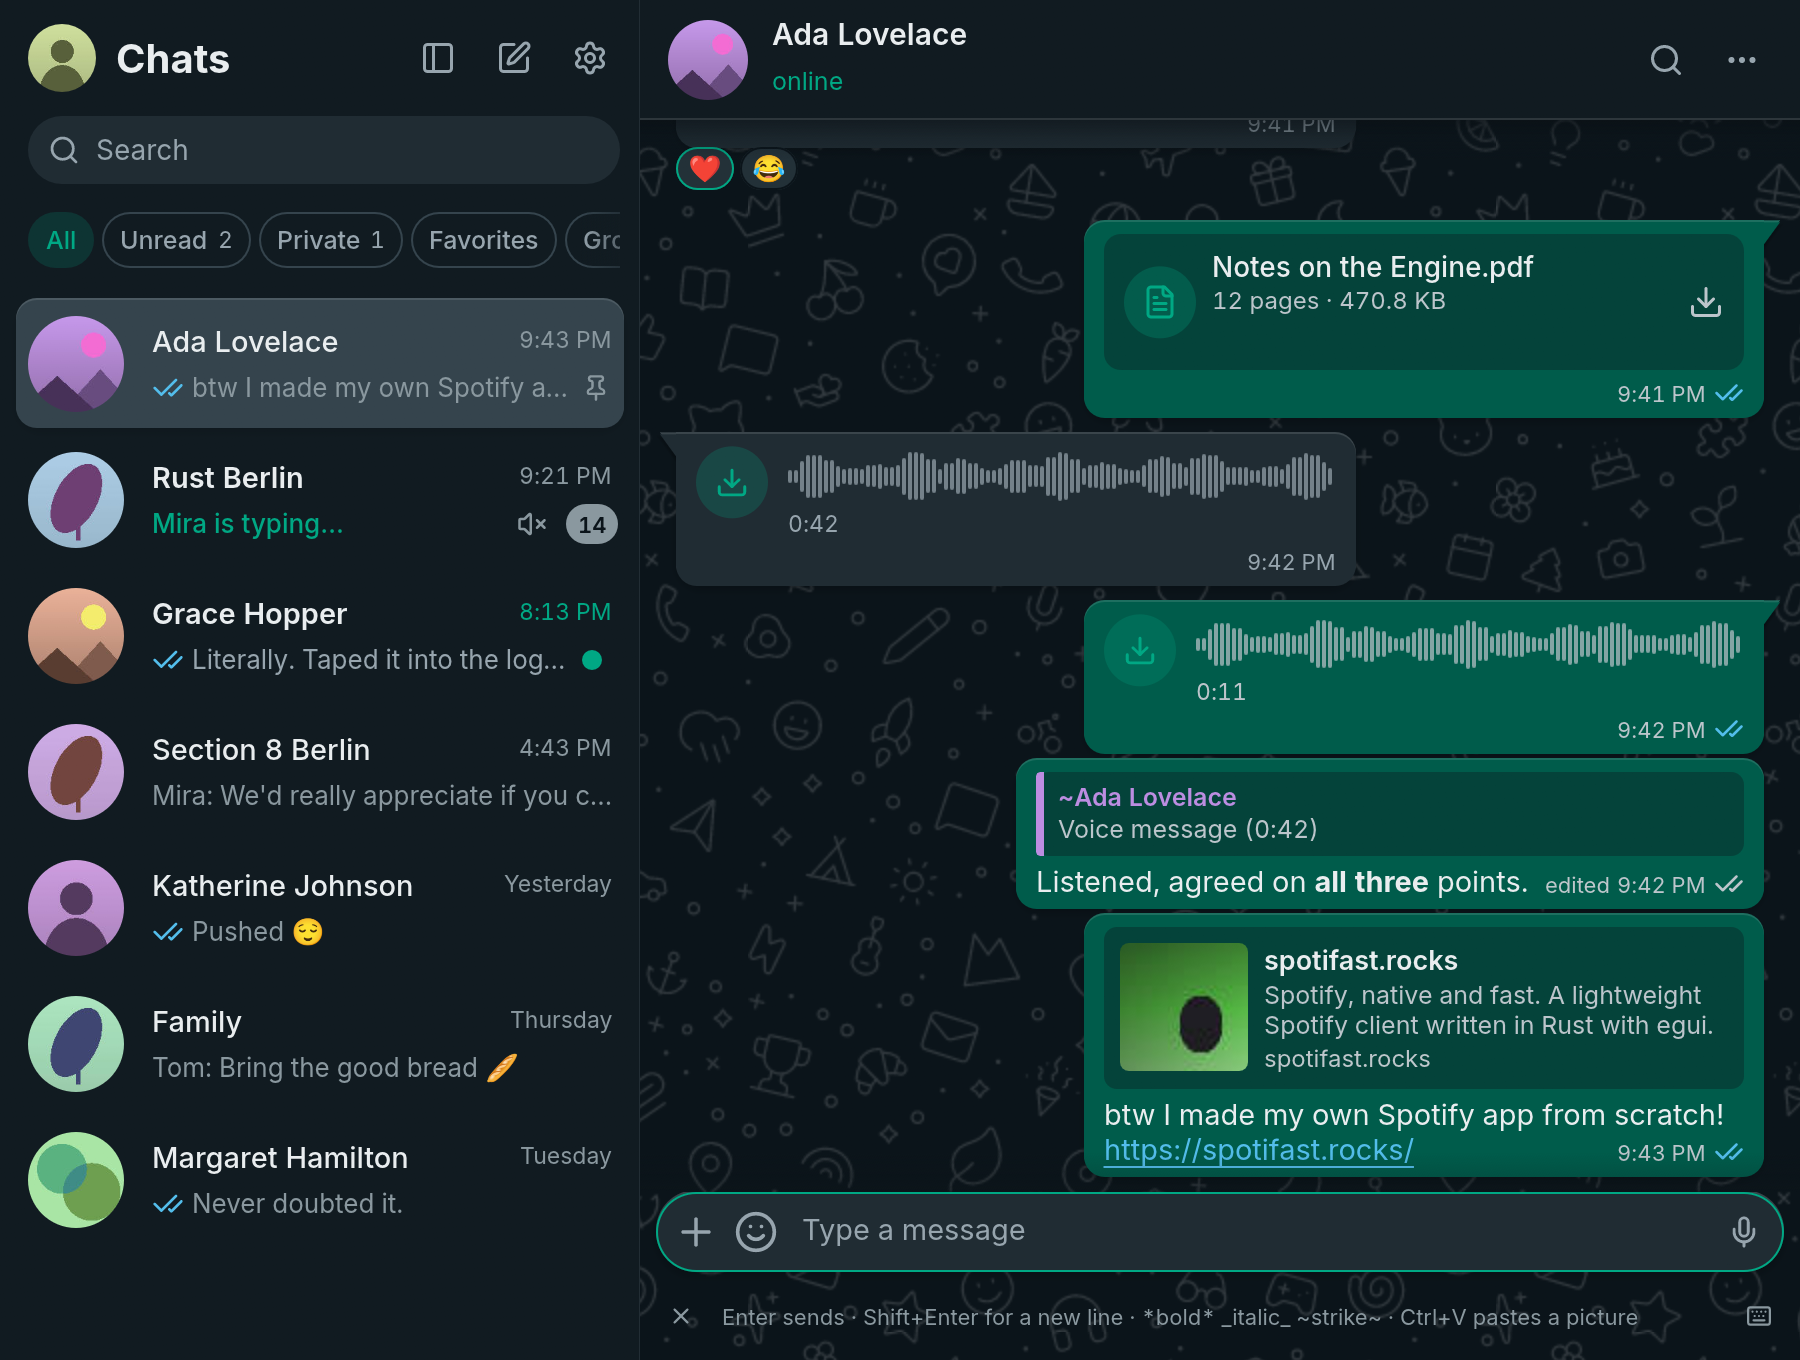 Chats
Search
All
Unread 2
Private 1
Favorites
Gro
Ada Lovelace
9:43 PM
btw I made my own Spotify a...
Rust Berlin
9:21 PM
Mira is typing...
14
Grace Hopper
8:13 PM
Literally. Taped it into the log...
Section 8 Berlin
4:43 PM
Mira: We'd really appreciate if you c...
Katherine Johnson
Yesterday
Pushed 😌
Family
Thursday
Tom: Bring the good bread 🥖
Margaret Hamilton
Tuesday
Never doubted it.
Ada Lovelace
online
9:41 PM
❤️ 😂
Notes on the Engine.pdf
12 pages · 470.8 KB
9:41 PM
0:42
9:42 PM
0:11
9:42 PM
~Ada Lovelace
Voice message (0:42)
Listened, agreed on all three points.
edited 9:42 PM
spotifast.rocks
Spotify, native and fast. A lightweight
Spotify client written in Rust with egui.
spotifast.rocks
btw I made my own Spotify app from scratch!
https://spotifast.rocks/
9:43 PM
Type a message
Enter sends · Shift+Enter for a new line · *bold* _italic_ ~strike~ · Ctrl+V pastes a picture